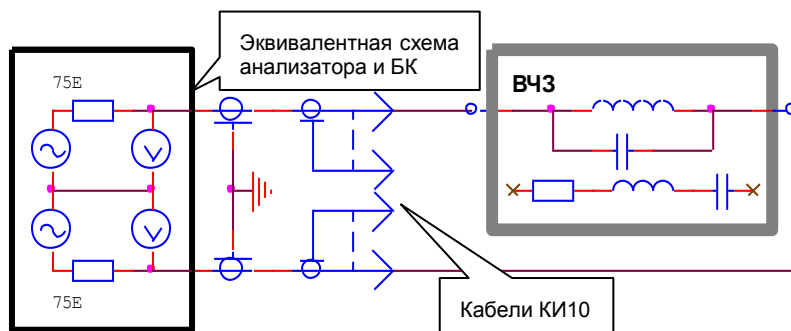 Эквивалентная схема
анализатора и БК
75E
ВЧЗ
V
V
75E
Кабели КИ10